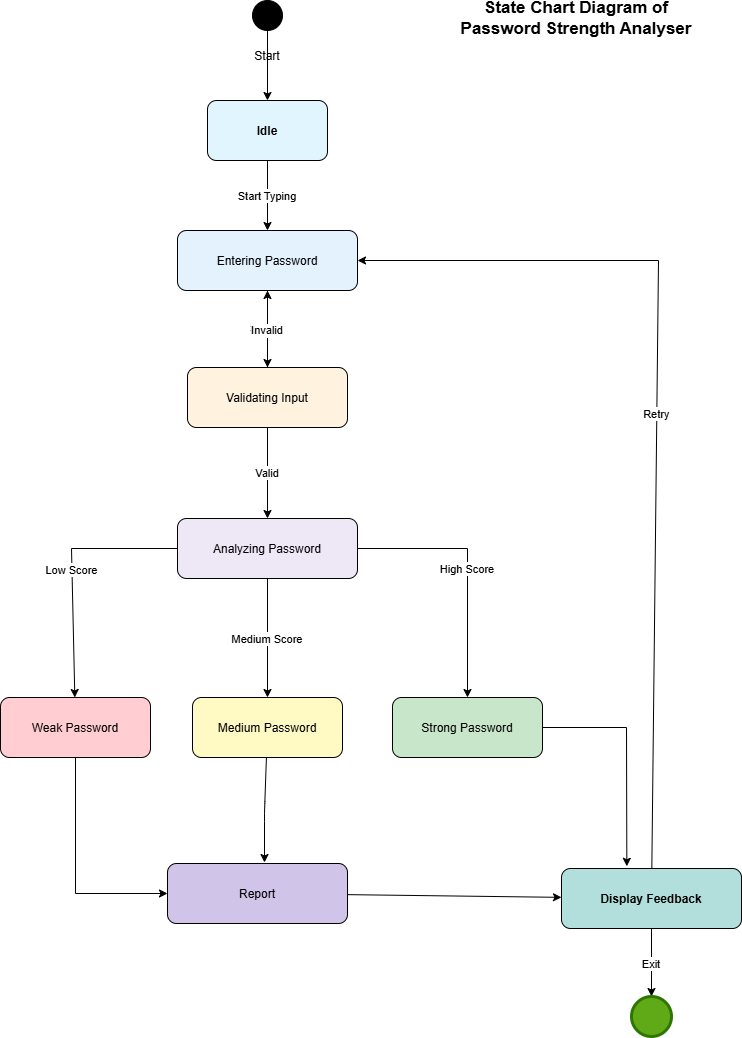 State Chart Diagram of
Password Strength Analyser
Start
Idle
Start Typing
Entering Password
Invalid
Validating Input
Retry
Valid
Analyzing Password
Low Score
High Score
Medium Score
Weak Password
Medium Password
Strong Password
Report
Display Feedback
Exit